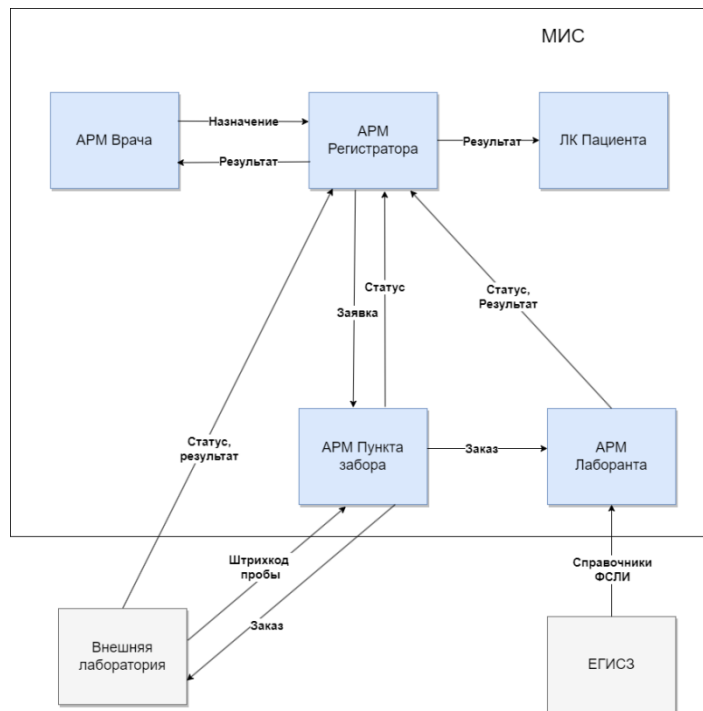 МИС
АРМ Врача
Назначение
Результат
АРМ
Регистратора
Результат
ЛК Пациента
Заявка
Статус
Статус,
Результат
Статус,
результат
АРМ Пункта
забора
Заказ
АРМ
Лаборанта
Штрихкод
пробы
Заказ
Справочники
ФСЛИ
Внешняя
лаборатория
ЕГИСЗ